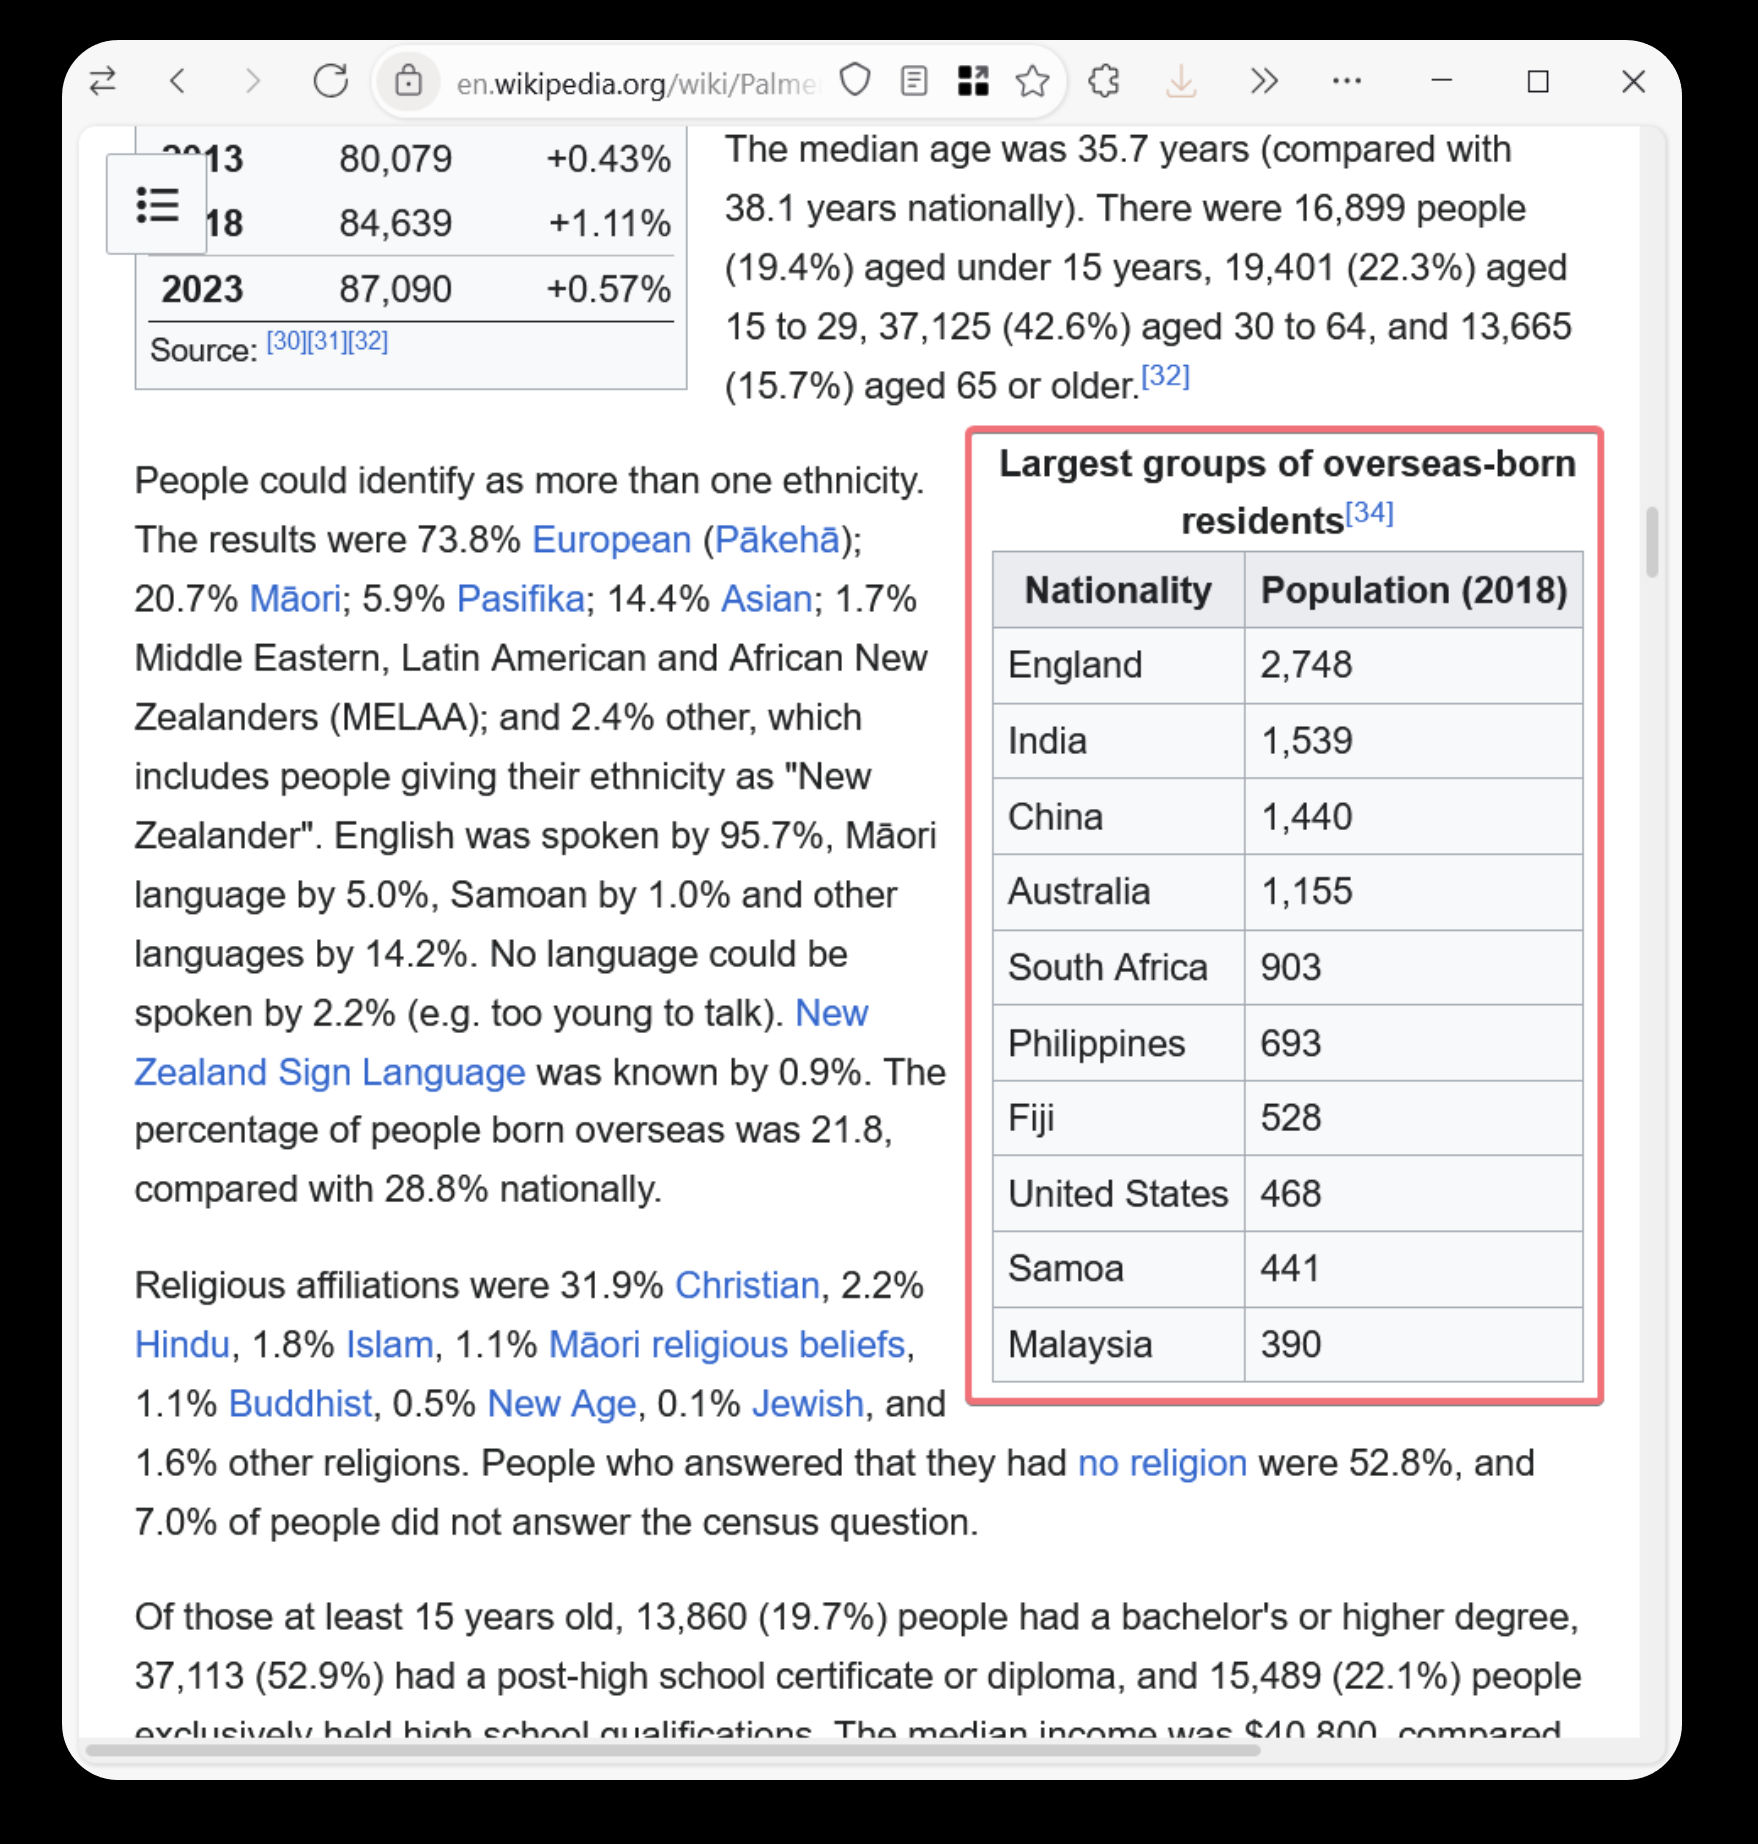 en.wikipedia.org/wiki/Palme
13 80,079 +0.43%
18 84,639 +1.11%
2023 87,090 +0.57%
Source: [30][31][32]
The median age was 35.7 years (compared with
38.1 years nationally). There were 16,899 people
(19.4%) aged under 15 years, 19,401 (22.3%) aged
15 to 29, 37,125 (42.6%) aged 30 to 64, and 13,665
(15.7%) aged 65 or older.[32]
People could identify as more than one ethnicity.
The results were 73.8% European (Pākehā);
20.7% Māori; 5.9% Pasifika; 14.4% Asian; 1.7%
Middle Eastern, Latin American and African New
Zealanders (MELAA); and 2.4% other, which
includes people giving their ethnicity as "New
Zealander". English was spoken by 95.7%, Māori
language by 5.0%, Samoan by 1.0% and other
languages by 14.2%. No language could be
spoken by 2.2% (e.g. too young to talk). New
Zealand Sign Language was known by 0.9%. The
percentage of people born overseas was 21.8,
compared with 28.8% nationally.
Largest groups of overseas-born
residents[34]
Nationality Population (2018)
England 2,748
India 1,539
China 1,440
Australia 1,155
South Africa 903
Philippines 693
Fiji 528
United States 468
Samoa 441
Malaysia 390
Religious affiliations were 31.9% Christian, 2.2%
Hindu, 1.8% Islam, 1.1% Māori religious beliefs,
1.1% Buddhist, 0.5% New Age, 0.1% Jewish, and
1.6% other religions. People who answered that they had no religion were 52.8%, and
7.0% of people did not answer the census question.
Of those at least 15 years old, 13,860 (19.7%) people had a bachelor's or higher degree,
37,113 (52.9%) had a post-high school certificate or diploma, and 15,489 (22.1%) people
exclusively held high school qualifications. The median income was $40,800, compared